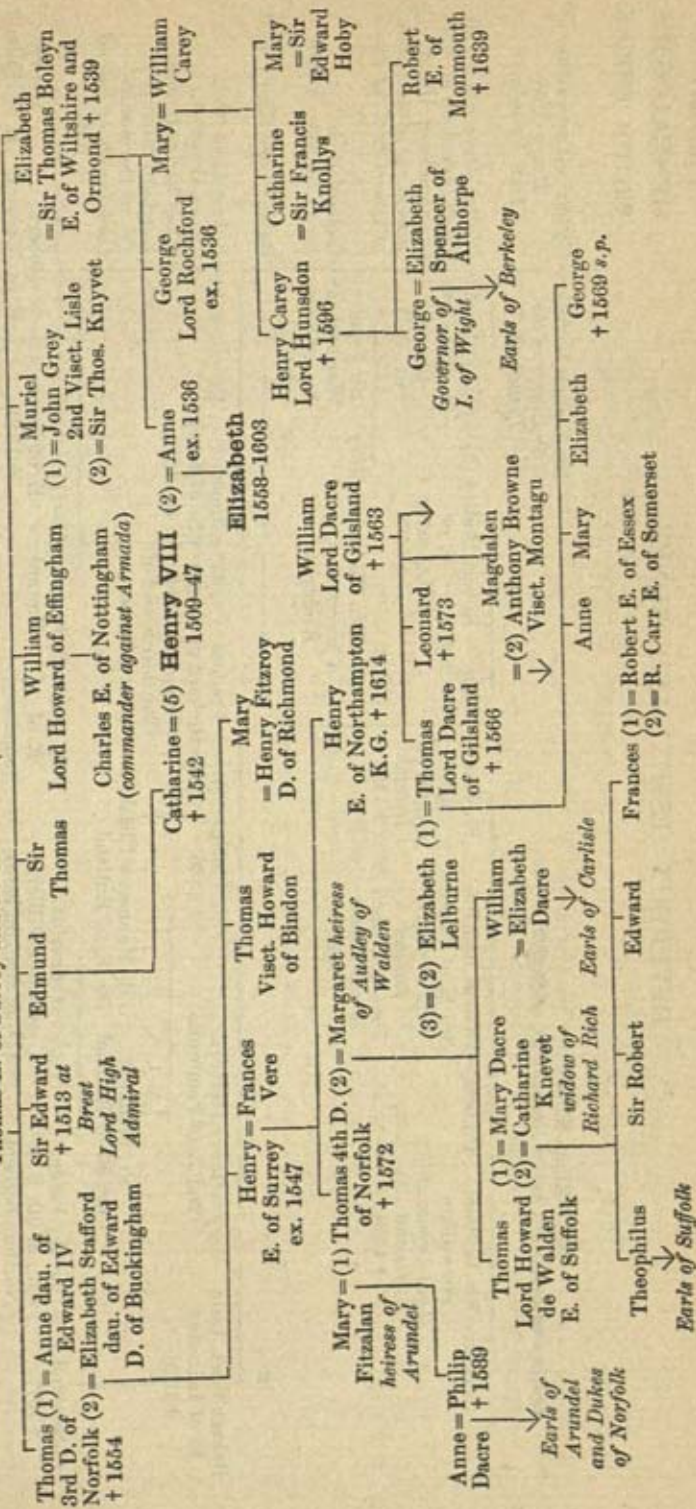 Thomas (1) = Anne dau. of
3rd D. of Edward IV
Norfolk (2) = Elizabeth Stafford
† 1554 dau. of Edward
D. of Buckingham
Sir Edward
† 1513 at
Brest
Lord High
Admiral
Edmund
Sir
Thomas
William
Lord Howard of Effingham
Charles E. of Nottingham
(commander against Armada)
Muriel
(1) = John Grey
2nd Visct. Lisle
(2) = Sir Thos. Knyvet
Elizabeth
= Sir Thomas Boleyn
E. of Wiltshire and
Ormond † 1539
Catharine = (5) Henry VIII (2) = Anne
† 1542 1509–47 ex. 1536
George
Lord Rochford
ex. 1536
Mary = William
Carey
Elizabeth
1558–1603
Henry Carey
Lord Hunsdon
† 1596
Catharine
= Sir Francis
Knollys
Mary
= Sir
Edward
Hoby
Henry = Frances
E. of Surrey Vere
ex. 1547
Thomas
Visct. Howard
of Bindon
Mary
= Henry Fitzroy
D. of Richmond
George = Elizabeth
Governor of Spencer of
I. of Wight Althorpe
Earls of Berkeley
Robert
E. of
Monmouth
† 1639
Mary = (1) Thomas 4th D. (2) = Margaret heiress
Fitzalan of Norfolk of Audley of
heiress of † 1572 Walden
Arundel
Henry
E. of Northampton
K.G. † 1614
William
Lord Dacre
of Gilsland
† 1563
(3) = (2) Elizabeth (1) = Thomas
Lelburne Lord Dacre
of Gilsland
† 1566
Leonard
† 1573
Magdalen
= (2) Anthony Browne
Visct. Montagu
Anne = Philip
Dacre † 1589
Earls of
Arundel
and Dukes
of Norfolk
Thomas (1) = Mary Dacre
Lord Howard (2) = Catharine
de Walden Knevet
E. of Suffolk widow of
Richard Rich
William
= Elizabeth
Dacre
Earls of Carlisle
Anne
Mary
Elizabeth
George
† 1569 s.p.
Theophilus
Earls of Suffolk
Sir Robert
Edward
Frances (1) = Robert E. of Essex
(2) = R. Carr E. of Somerset